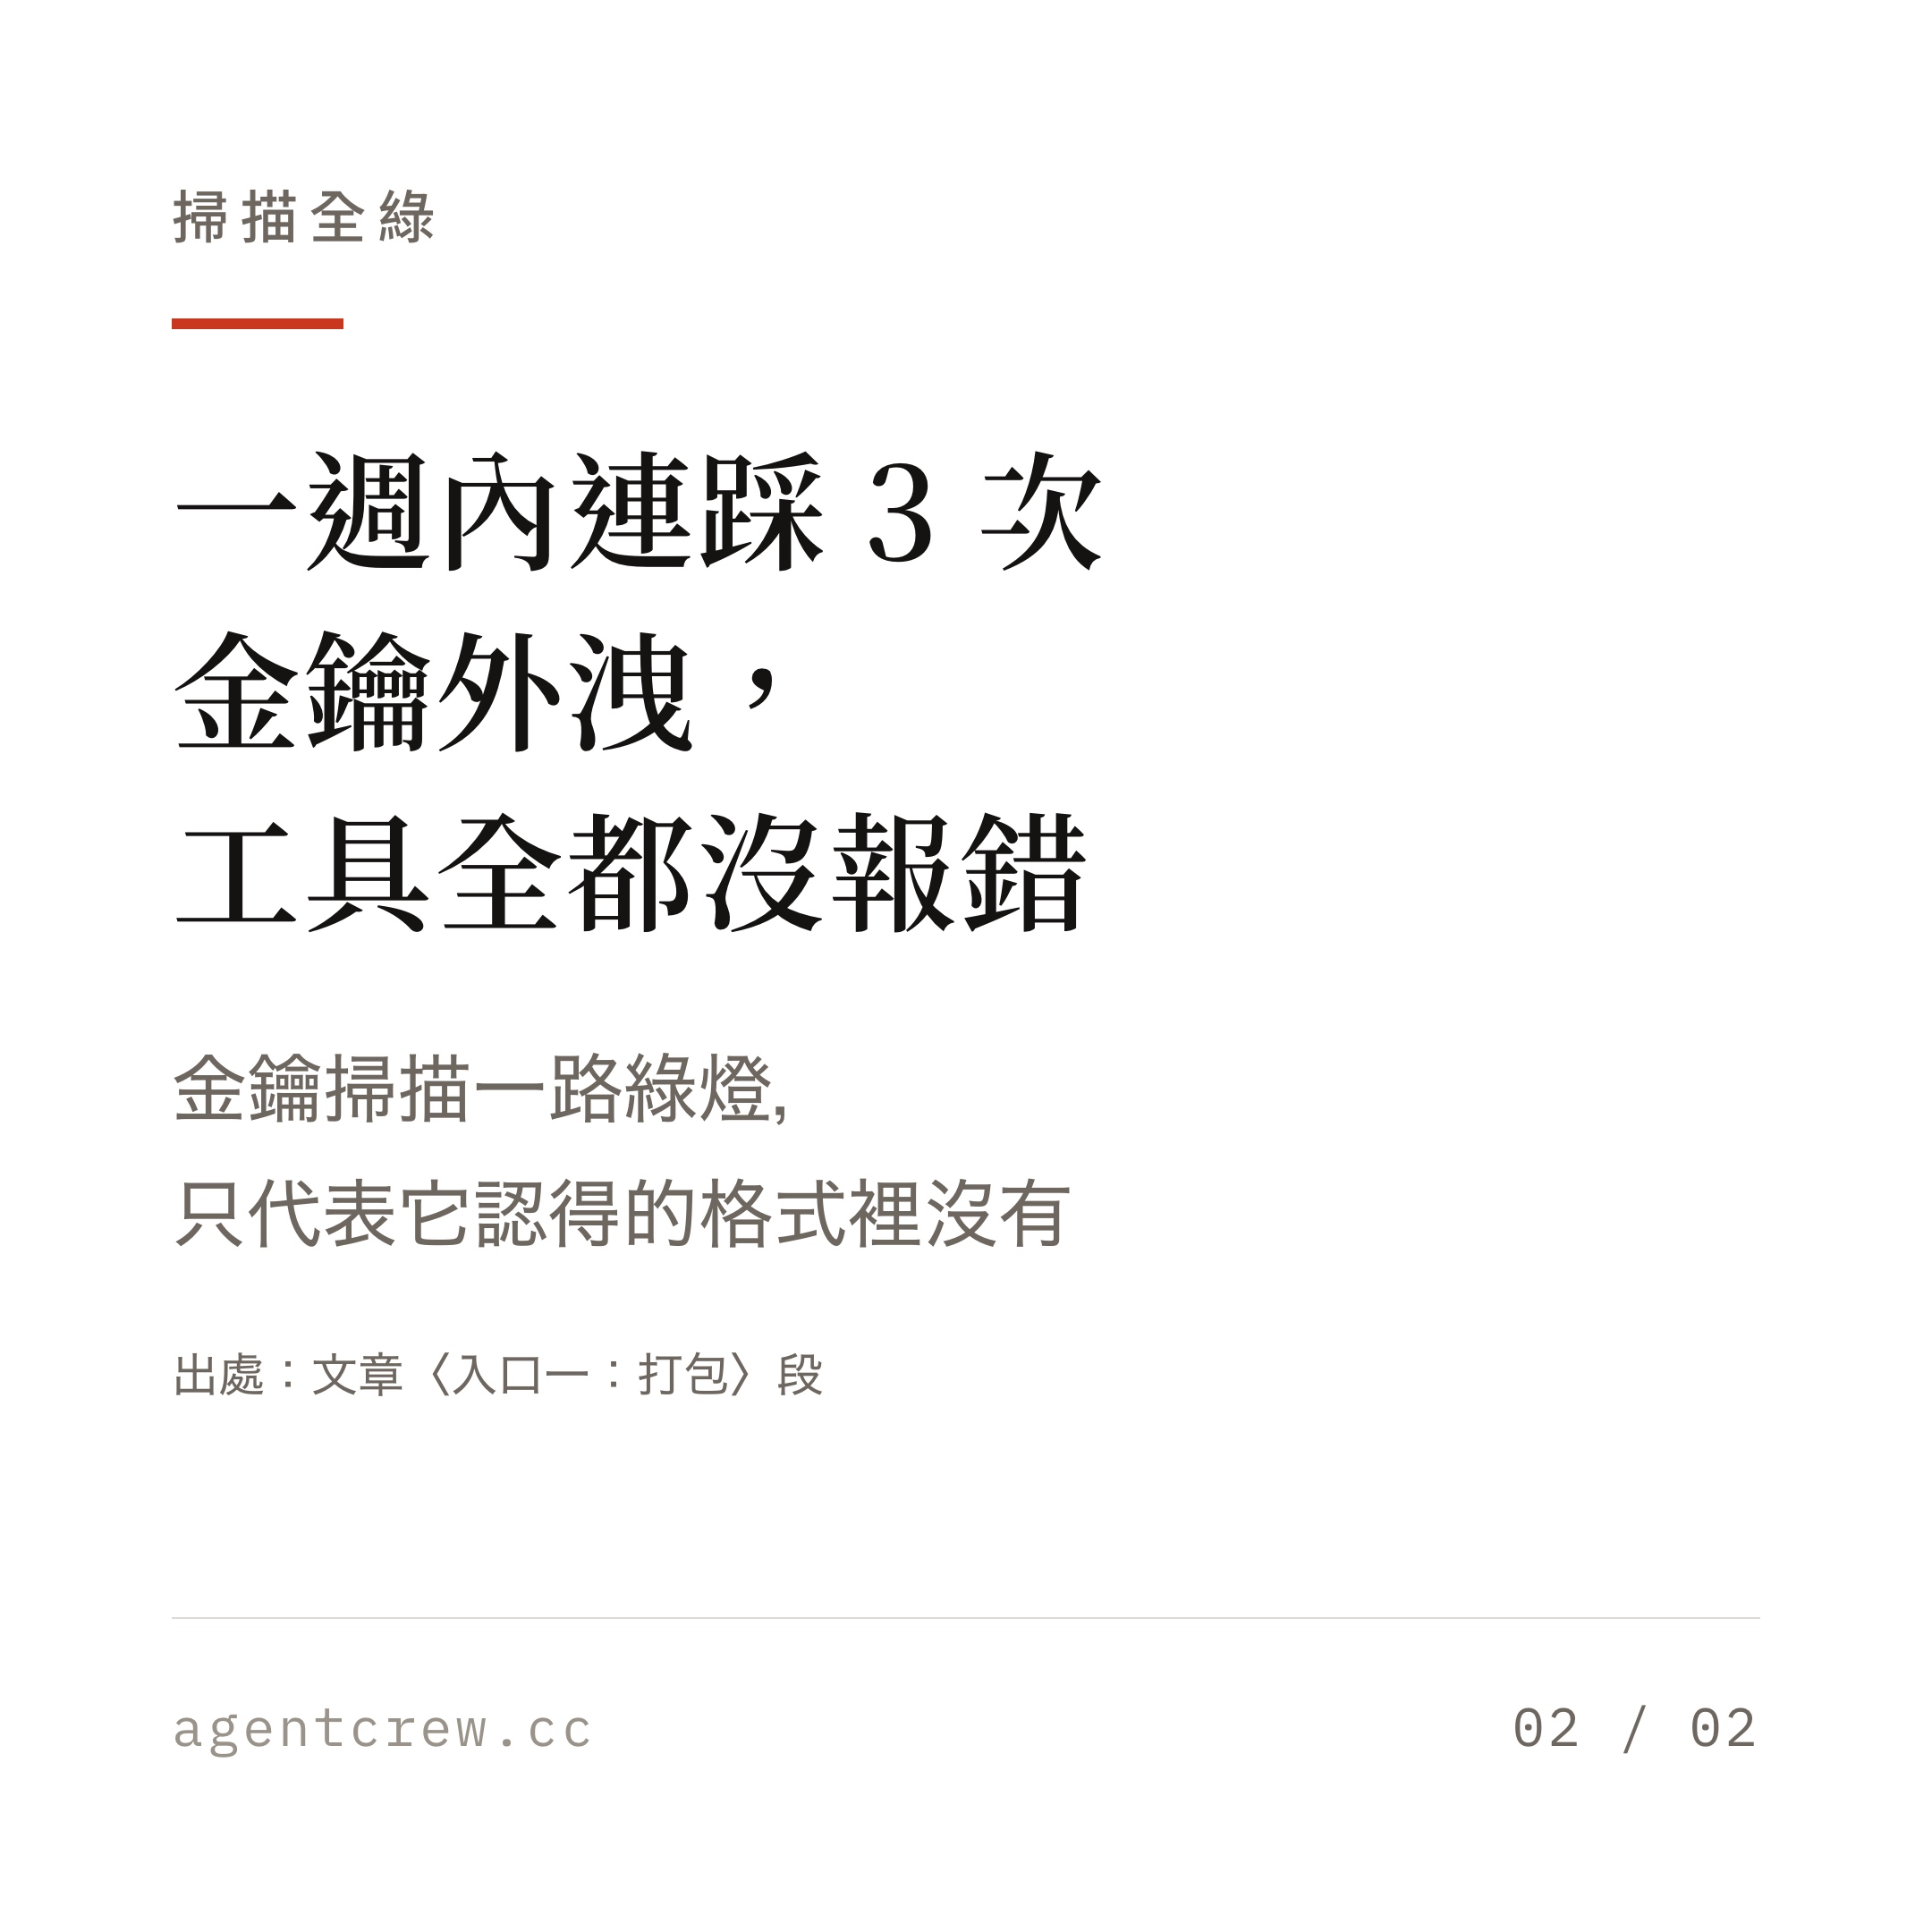 掃描全綠
一週內連踩 3 次
金鑰外洩，
工具全都沒報錯
金鑰掃描一路綠燈,
只代表它認得的格式裡沒有
出處：文章〈入口一：打包〉段
agentcrew.cc
02 / 02